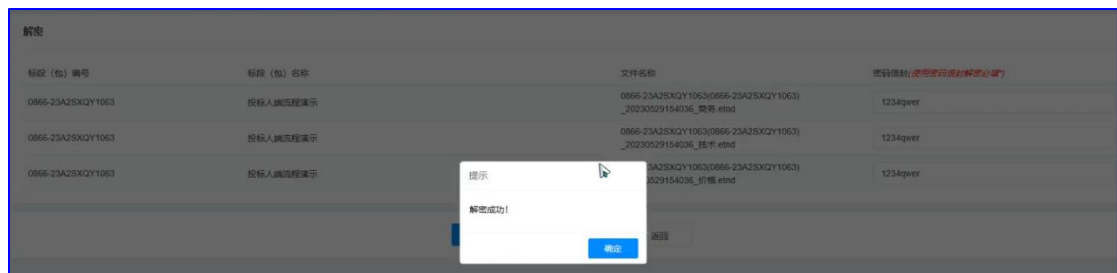 解密
标段（包）编号 标段（包）名称 文件名称 密码信封(使用密码信封解密必填*)
0866-23A2SXQY1063 投标人端流程演示 0866-23A2SXQY1063(0866-23A2SXQY1063)
_20230529154036_商务.etnd 1234qwer
0866-23A2SXQY1063 投标人端流程演示 0866-23A2SXQY1063(0866-23A2SXQY1063)
_20230529154036_技术.etnd 1234qwer
0866-23A2SXQY1063 投标人端流程演示 3A2SXQY1063(0866-23A2SXQY1063)
0529154036_价格.etnd 1234qwer
提示
解密成功！
确定
返回